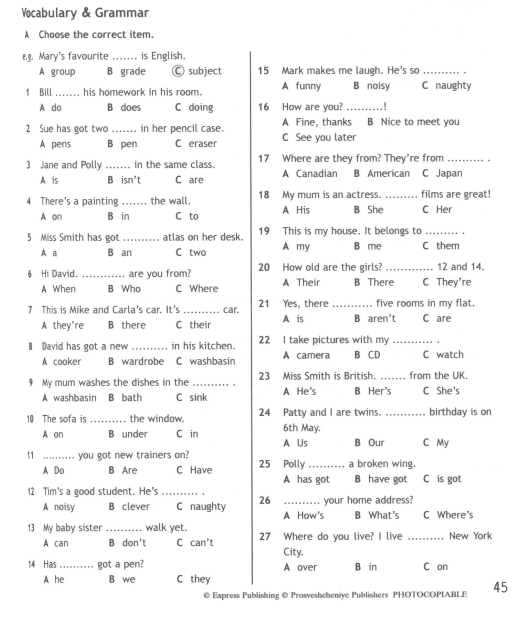 Vocabulary & Grammar
A Choose the correct item.
e.g. Mary's favourite ....... is English.
A group B grade C subject
1 Bill ....... his homework in his room.
A do B does C doing
2 Sue has got two ....... in her pencil case.
A pens B pen C eraser
3 Jane and Polly ....... in the same class.
A is B isn't C are
4 There's a painting ....... the wall.
A on B in C to
5 Miss Smith has got .......... atlas on her desk.
A a B an C two
6 Hi David. ............ are you from?
A When B Who C Where
7 This is Mike and Carla's car. It's .......... car.
A they're B there C their
8 David has got a new .......... in his kitchen.
A cooker B wardrobe C washbasin
9 My mum washes the dishes in the .......... .
A washbasin B bath C sink
10 The sofa is .......... the window.
A on B under C in
11 .......... you got new trainers on?
A Do B Are C Have
12 Tim's a good student. He's .......... .
A noisy B clever C naughty
13 My baby sister .......... walk yet.
A can B don't C can't
14 Has .......... got a pen?
A he B we C they
15 Mark makes me laugh. He's so .......... .
A funny B noisy C naughty
16 How are you? ..........!
A Fine, thanks B Nice to meet you
C See you later
17 Where are they from? They're from .......... .
A Canadian B American C Japan
18 My mum is an actress. ......... films are great!
A His B She C Her
19 This is my house. It belongs to ......... .
A my B me C them
20 How old are the girls? ............. 12 and 14.
A Their B There C They're
21 Yes, there ........... five rooms in my flat.
A is B aren't C are
22 I take pictures with my ........... .
A camera B CD C watch
23 Miss Smith is British. ....... from the UK.
A He's B Her's C She's
24 Patty and I are twins. ........... birthday is on
6th May.
A Us B Our C My
25 Polly .......... a broken wing.
A has got B have got C is got
26 .......... your home address?
A How's B What's C Where's
27 Where do you live? I live .......... New York
City.
A over B in C on
© Express Publishing © Prosveshcheniye Publishers PHOTOCOPIABLE
45